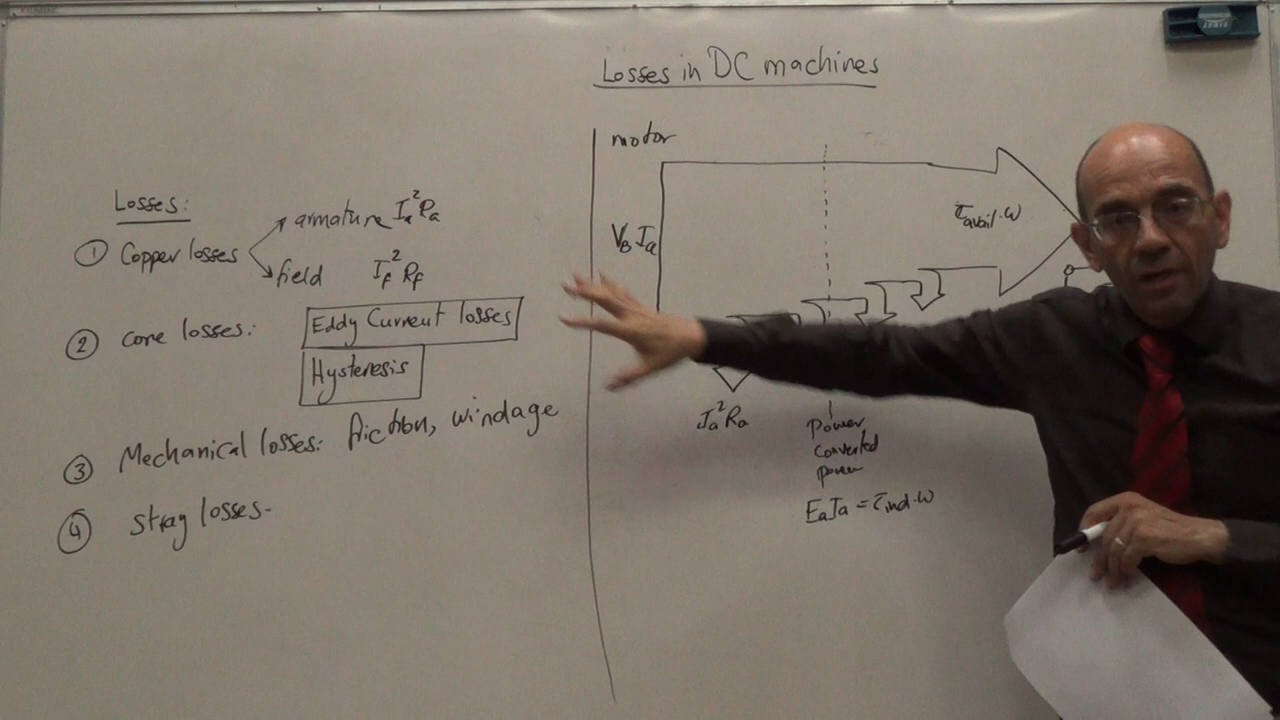 Losses in DC machines
Losses:
① Copper losses
armature Ia²Ra
field If²Rf
② core losses:
Eddy Current losses
Hysteresis
③ Mechanical losses: friction, windage
④ stray losses-
motor
VB Ia
τavail.ω
Ia²Ra
Power
converted
power
EaIa = τind.ω